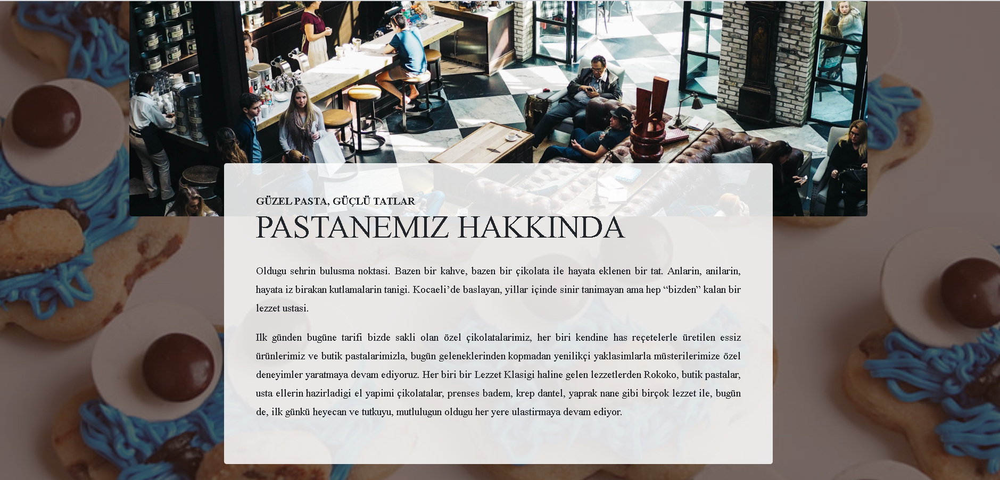 GÜZEL PASTA, GÜÇLÜ TATLAR
PASTANEMIZ HAKKINDA
Oldugu sehrin bulusma noktasi. Bazen bir kahve, bazen bir çikolata ile hayata eklenen bir tat. Anlarin, anilarin,
hayata iz birakan kutlamalarin tanigi. Kocaeli’de baslayan, yillar içinde sinir tanimayan ama hep “bizden” kalan bir
lezzet ustasi.
Ilk günden bugüne tarifi bizde sakli olan özel çikolatalarimiz, her biri kendine has reçetelerle üretilen essiz
ürünlerimiz ve butik pastalarimizla, bugün geleneklerinden kopmadan yenilikçi yaklasimlarla müsterilerimize özel
deneyimler yaratmaya devam ediyoruz. Her biri bir Lezzet Klasigi haline gelen lezzetlerden Rokoko, butik pastalar,
usta ellerin hazirladigi el yapimi çikolatalar, prenses badem, krep dantel, yaprak nane gibi birçok lezzet ile, bugün
de, ilk günkü heyecan ve tutkuyu, mutlulugun oldugu her yere ulastirmaya devam ediyor.